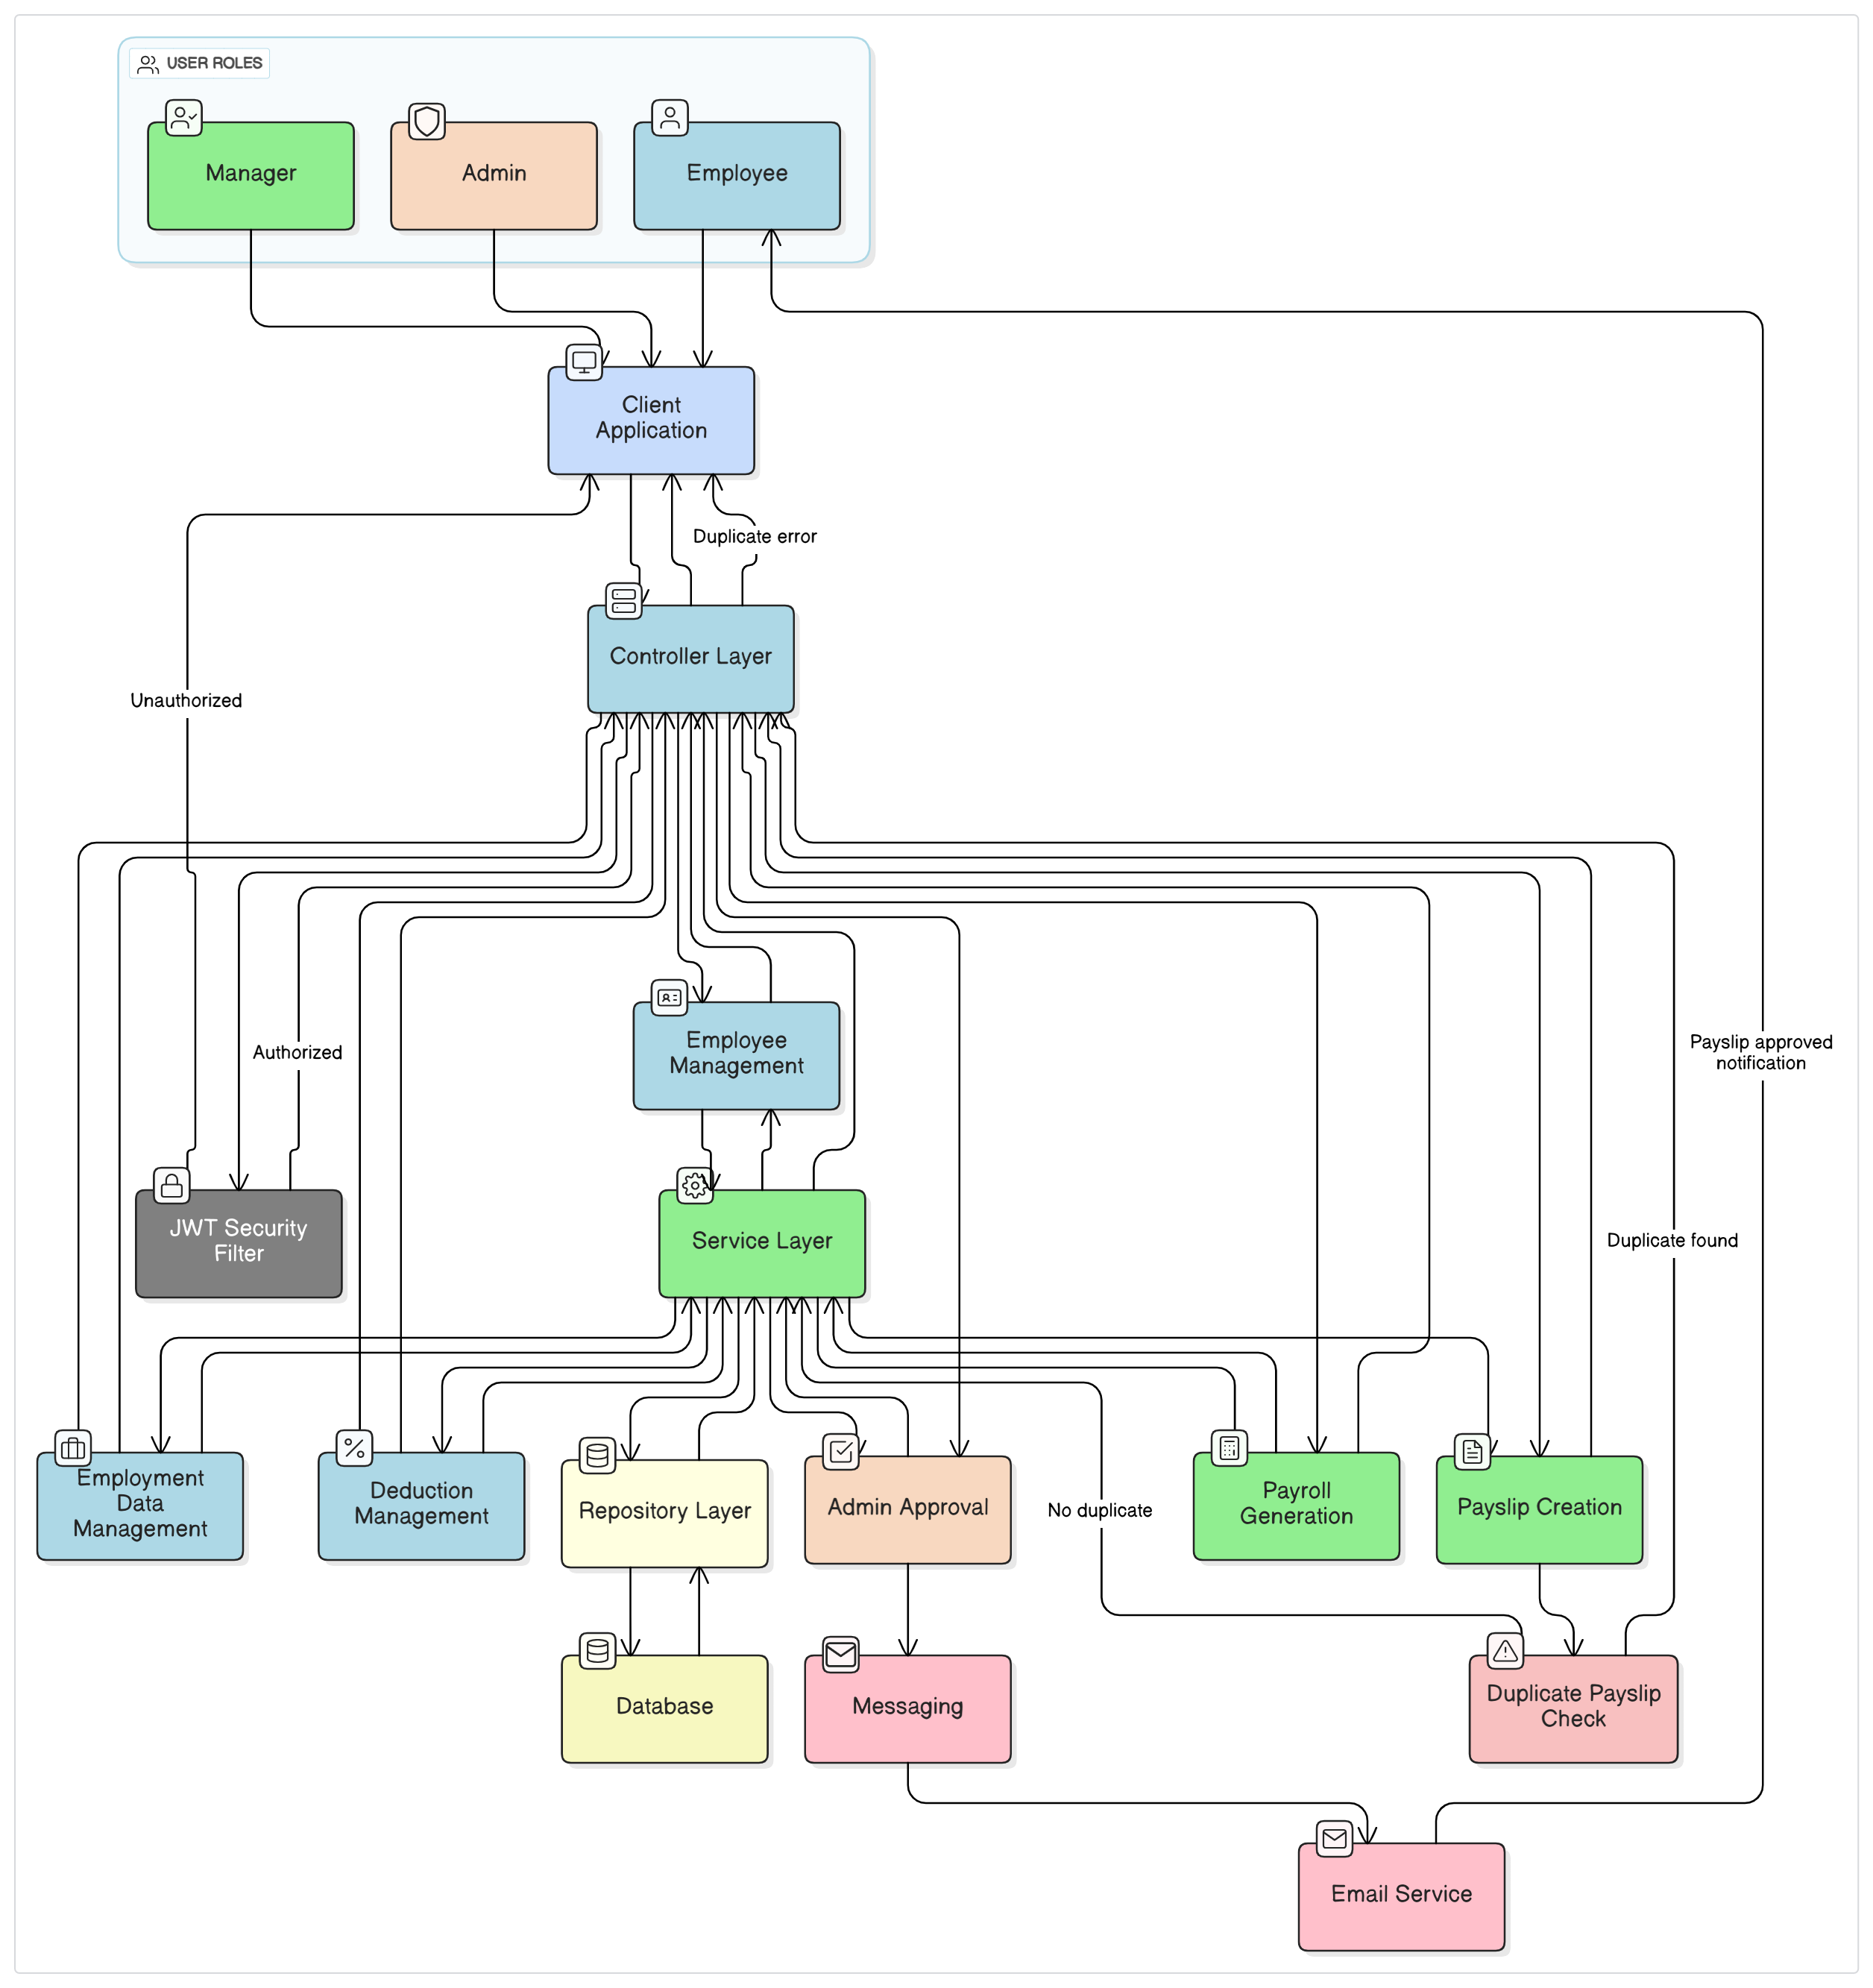 USER ROLES
Manager
Admin
Employee
Client
Application
Duplicate error
Controller Layer
Unauthorized
Employee
Management
Authorized
Payslip approved
notification
JWT Security
Filter
Service Layer
Duplicate found
Employment
Data
Management
Deduction
Management
Repository Layer
Admin Approval
No duplicate
Payroll
Generation
Payslip Creation
Database
Messaging
Duplicate Payslip
Check
Email Service